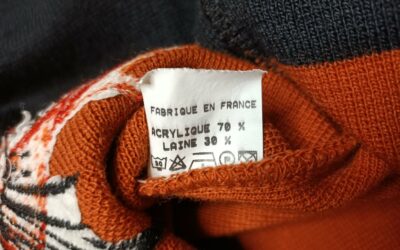 FABRIQUE EN FRANCE
ACRYLIQUE 70 %
LAINE 30 %